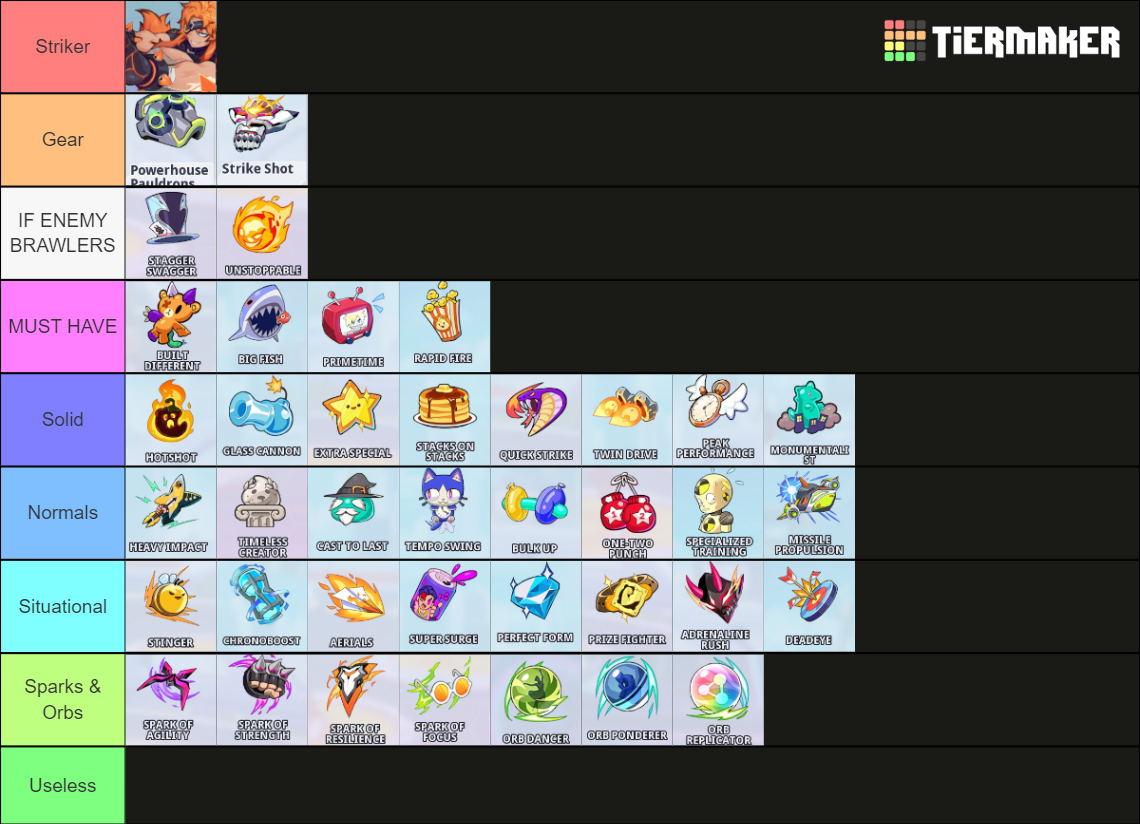 Striker
TiERMAKER
Gear
Powerhouse
Pauldrons
Strike Shot
IF ENEMY
BRAWLERS
STAGGER
SWAGGER
UNSTOPPABLE
MUST HAVE
BUILT
DIFFERENT
BIG FISH
PRIMETIME
RAPID FIRE
Solid
HOTSHOT
GLASS CANNON
EXTRA SPECIAL
STACKS ON
STACKS
QUICK STRIKE
TWIN DRIVE
PEAK
PERFORMANCE
MONUMENTALI
ST
Normals
HEAVY IMPACT
TIMELESS
CREATOR
CAST TO LAST
TEMPO SWING
BULK UP
ONE-TWO
PUNCH
SPECIALIZED
TRAINING
MISSILE
PROPULSION
Situational
STINGER
CHRONOBOOST
AERIALS
SUPER SURGE
PERFECT FORM
PRIZE FIGHTER
ADRENALINE
RUSH
DEADEYE
Sparks &
Orbs
SPARK OF
AGILITY
SPARK OF
STRENGTH
SPARK OF
RESILIENCE
SPARK OF
FOCUS
ORB DANCER
ORB PONDERER
ORB
REPLICATOR
Useless